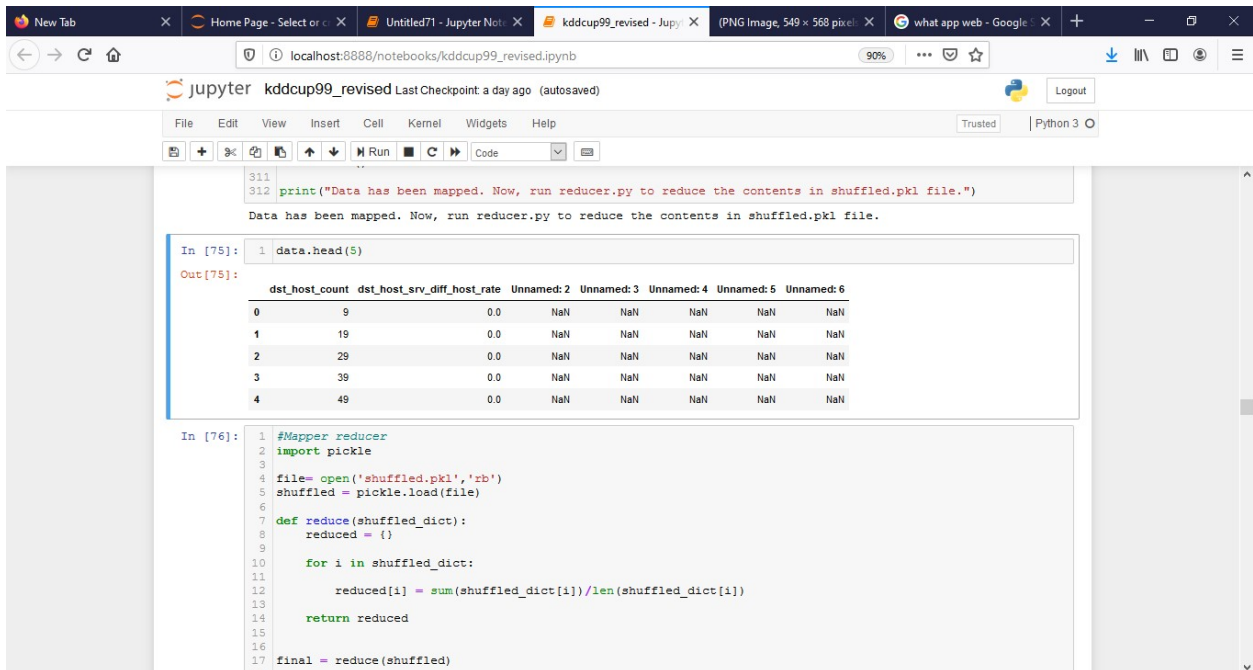 New Tab
Home Page - Select or c
Untitled71 - Jupyter Note
kddcup99_revised - Jupyt
(PNG Image, 549 × 568 pixels
what app web - Google S
localhost:8888/notebooks/kddcup99_revised.ipynb
90%
jupyter kddcup99_revised Last Checkpoint: a day ago (autosaved)
Logout
File Edit View Insert Cell Kernel Widgets Help
Trusted
Python 3
Run
Code
311
312 print("Data has been mapped. Now, run reducer.py to reduce the contents in shuffled.pkl file.")
Data has been mapped. Now, run reducer.py to reduce the contents in shuffled.pkl file.
In [75]: 1 data.head(5)
Out[75]:
dst_host_count dst_host_srv_diff_host_rate Unnamed: 2 Unnamed: 3 Unnamed: 4 Unnamed: 5 Unnamed: 6
0 9 0.0 NaN NaN NaN NaN NaN
1 19 0.0 NaN NaN NaN NaN NaN
2 29 0.0 NaN NaN NaN NaN NaN
3 39 0.0 NaN NaN NaN NaN NaN
4 49 0.0 NaN NaN NaN NaN NaN
In [76]: 1 #Mapper reducer
2 import pickle
3
4 file= open('shuffled.pkl','rb')
5 shuffled = pickle.load(file)
6
7 def reduce(shuffled_dict):
8 reduced = {}
9
10 for i in shuffled_dict:
11
12 reduced[i] = sum(shuffled_dict[i])/len(shuffled_dict[i])
13
14 return reduced
15
16
17 final = reduce(shuffled)